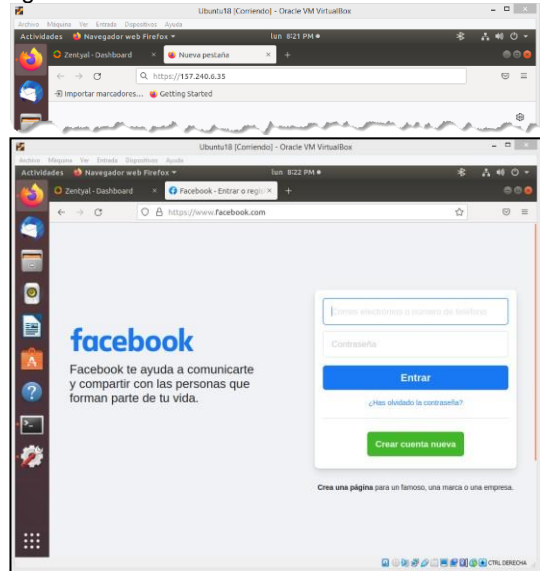 Ubuntu18 [Corriendo] - Oracle VM VirtualBox
Archivo Máquina Ver Entrada Dispositivos Ayuda
Actividades Navegador web Firefox lun 8:21 PM
Zentyal - Dashboard × Nueva pestaña × +
https://157.240.6.35
Importar marcadores... Getting Started
Ubuntu18 [Corriendo] - Oracle VM VirtualBox
Archivo Máquina Ver Entrada Dispositivos Ayuda
Actividades Navegador web Firefox lun 8:22 PM
Zentyal - Dashboard × Facebook - Entrar o regis × +
https://www.facebook.com
Correo electrónico o número de teléfono
facebook
Contraseña
Facebook te ayuda a comunicarte
y compartir con las personas que
forman parte de tu vida.
Entrar
¿Has olvidado la contraseña?
Crear cuenta nueva
Crea una página para un famoso, una marca o una empresa.
CTRL DERECHA